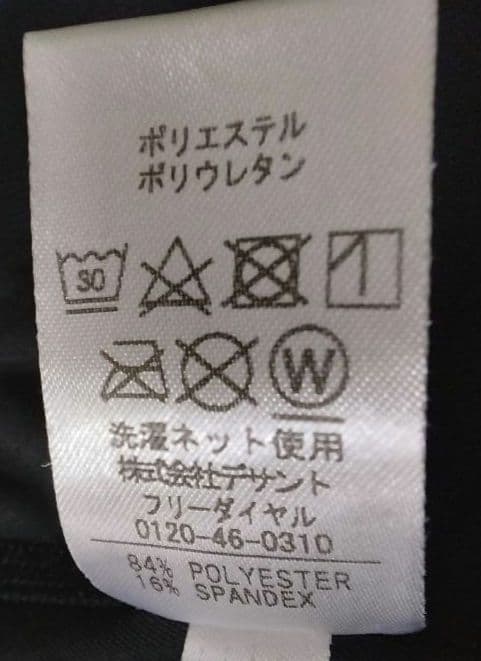 ポリエステル
ポリウレタン
30
W
洗濯ネット使用
株式会社デサント
フリーダイヤル
0120-46-0310
84% POLYESTER
16% SPANDEX